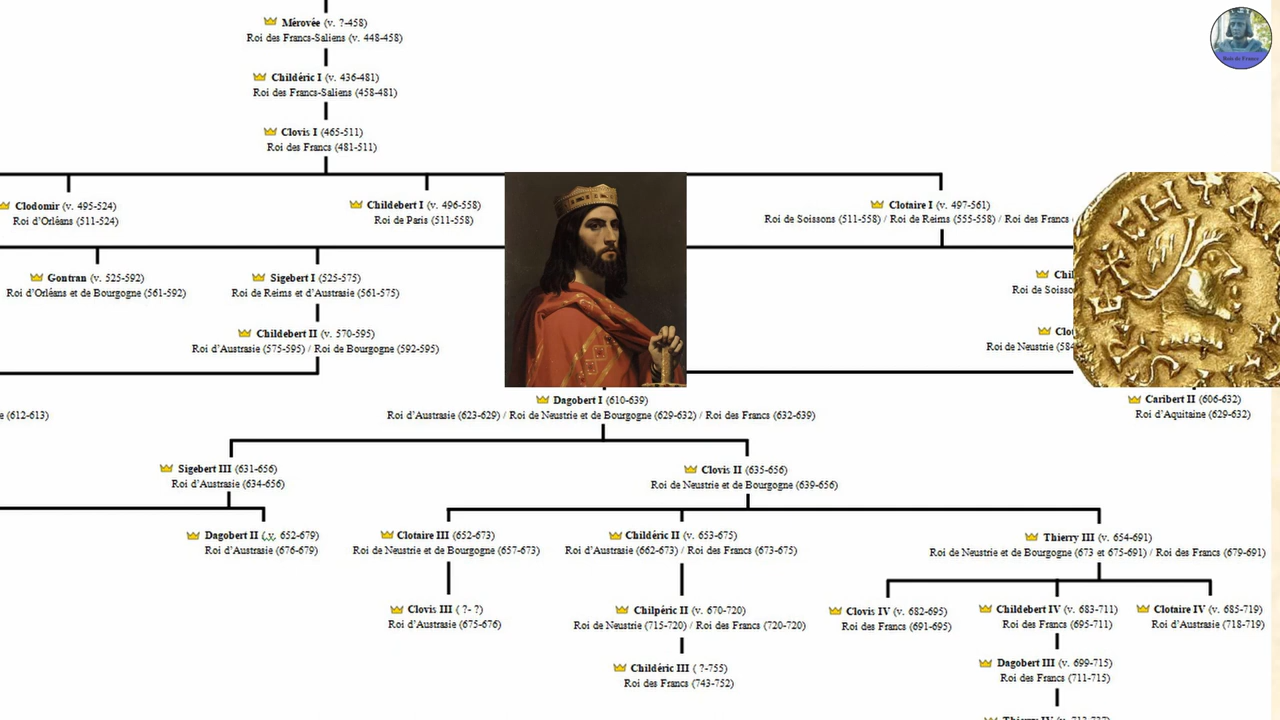 Mérovée (v. ?-458)
Roi des Francs-Saliens (v. 448-458)
Roi de France
Childéric I (v. 436-481)
Roi des Francs-Saliens (458-481)
Clovis I (465-511)
Roi des Francs (481-511)
Clodomir (v. 495-524)
Roi d'Orléans (511-524)
Childebert I (v. 496-558)
Roi de Paris (511-558)
Clotaire I (v. 497-561)
Roi de Soissons (511-558) / Roi de Reims (555-558) / Roi des Francs
Gontran (v. 525-592)
Roi d'Orléans et de Bourgogne (561-592)
Sigebert I (525-575)
Roi de Reims et d'Austrasie (561-575)
Chil
Roi de Soisso
Childebert II (v. 570-595)
Roi d'Austrasie (575-595) / Roi de Bourgogne (592-595)
Clo
Roi de Neustrie (584
e (612-613)
Dagobert I (610-639)
Roi d'Austrasie (623-629) / Roi de Neustrie et de Bourgogne (629-632) / Roi des Francs (632-639)
Caribert II (606-632)
Roi d'Aquitaine (629-632)
Sigebert III (631-656)
Roi d'Austrasie (634-656)
Clovis II (635-656)
Roi de Neustrie et de Bourgogne (639-656)
Dagobert II (.v. 652-679)
Roi d'Austrasie (676-679)
Clotaire III (652-673)
Roi de Neustrie et de Bourgogne (657-673)
Childéric II (v. 653-675)
Roi d'Austrasie (662-673) / Roi des Francs (673-675)
Thierry III (v. 654-691)
Roi de Neustrie et de Bourgogne (673 et 675-691) / Roi des Francs (679-691)
Clovis III ( ?- ?)
Roi d'Austrasie (675-676)
Chilpéric II (v. 670-720)
Roi de Neustrie (715-720) / Roi des Francs (720-720)
Clovis IV (v. 682-695)
Roi des Francs (691-695)
Childebert IV (v. 683-711)
Roi des Francs (695-711)
Clotaire IV (v. 685-719)
Roi d'Austrasie (718-719)
Childéric III ( ?-755)
Roi des Francs (743-752)
Dagobert III (v. 699-715)
Roi des Francs (711-715)
Thierry IV (v. 713-737)